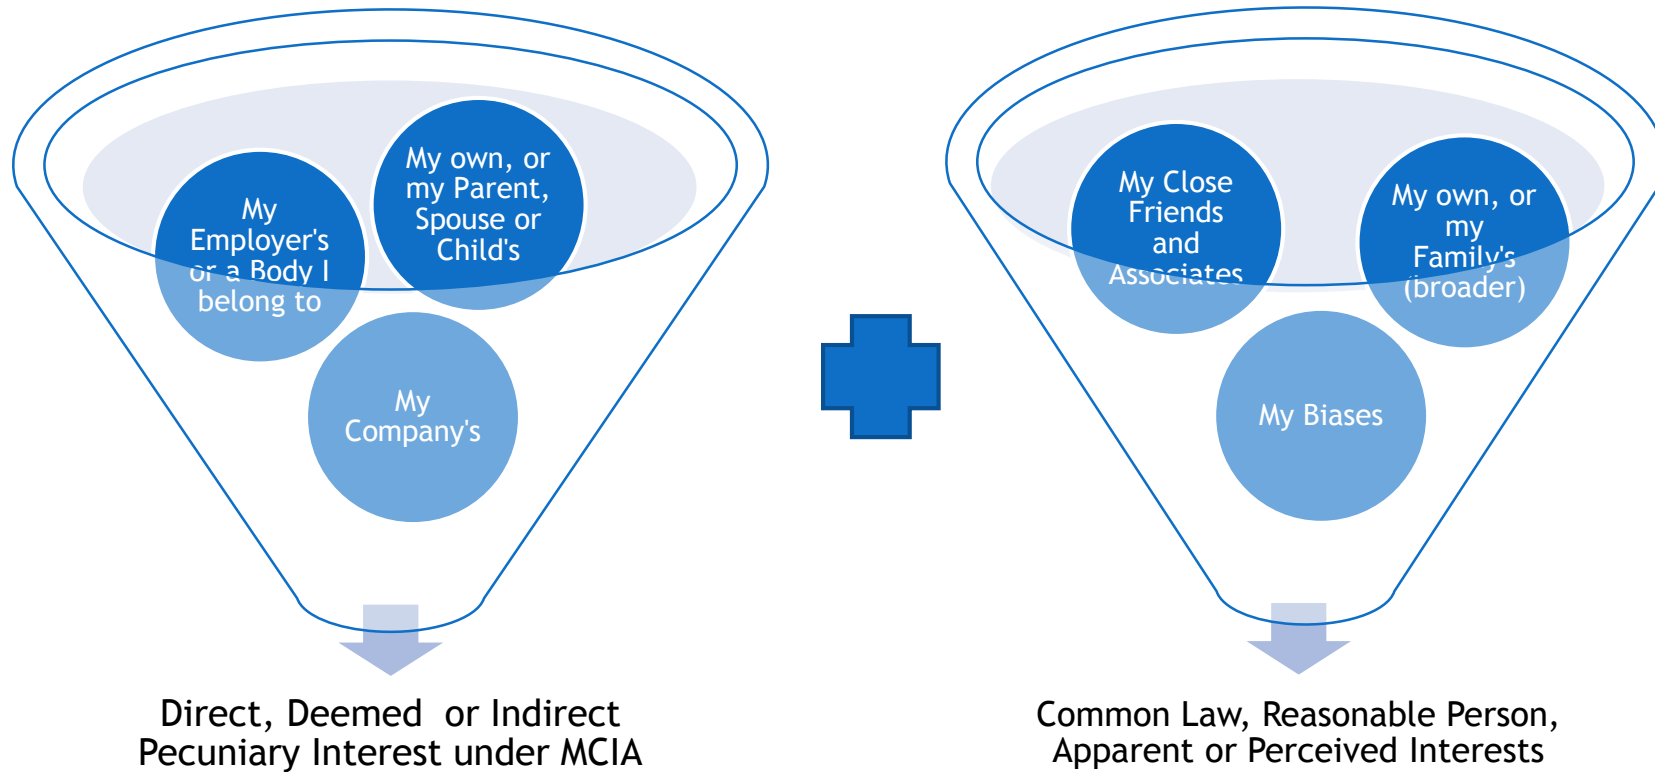 My
Employer's
or a Body I
belong to
My own, or
my Parent,
Spouse or
Child's
My
Company's
Direct, Deemed or Indirect
Pecuniary Interest under MCIA
My Close
Friends
and
Associates
My own, or
my
Family's
(broader)
My Biases
Common Law, Reasonable Person,
Apparent or Perceived Interests